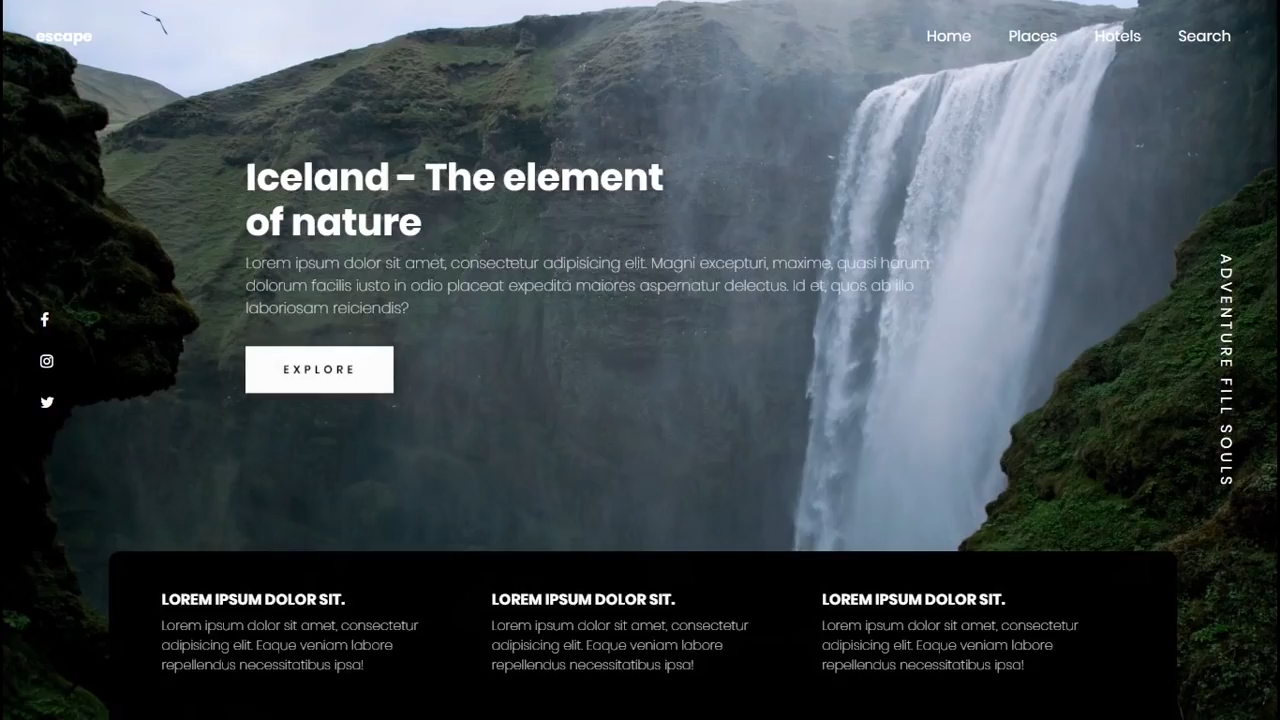 escape
Home Places Hotels Search
Iceland - The element
of nature
Lorem ipsum dolor sit amet, consectetur adipisicing elit. Magni excepturi, maxime, quasi harum
dolorum facilis iusto in odio placeat expedita maiores aspernatur delectus. Id et, quos ab illo
laboriosam reiciendis?
EXPLORE
ADVENTURE FILL SOULS
LOREM IPSUM DOLOR SIT.
Lorem ipsum dolor sit amet, consectetur
adipisicing elit. Eaque veniam labore
repellendus necessitatibus ipsa!
LOREM IPSUM DOLOR SIT.
Lorem ipsum dolor sit amet, consectetur
adipisicing elit. Eaque veniam labore
repellendus necessitatibus ipsa!
LOREM IPSUM DOLOR SIT.
Lorem ipsum dolor sit amet, consectetur
adipisicing elit. Eaque veniam labore
repellendus necessitatibus ipsa!